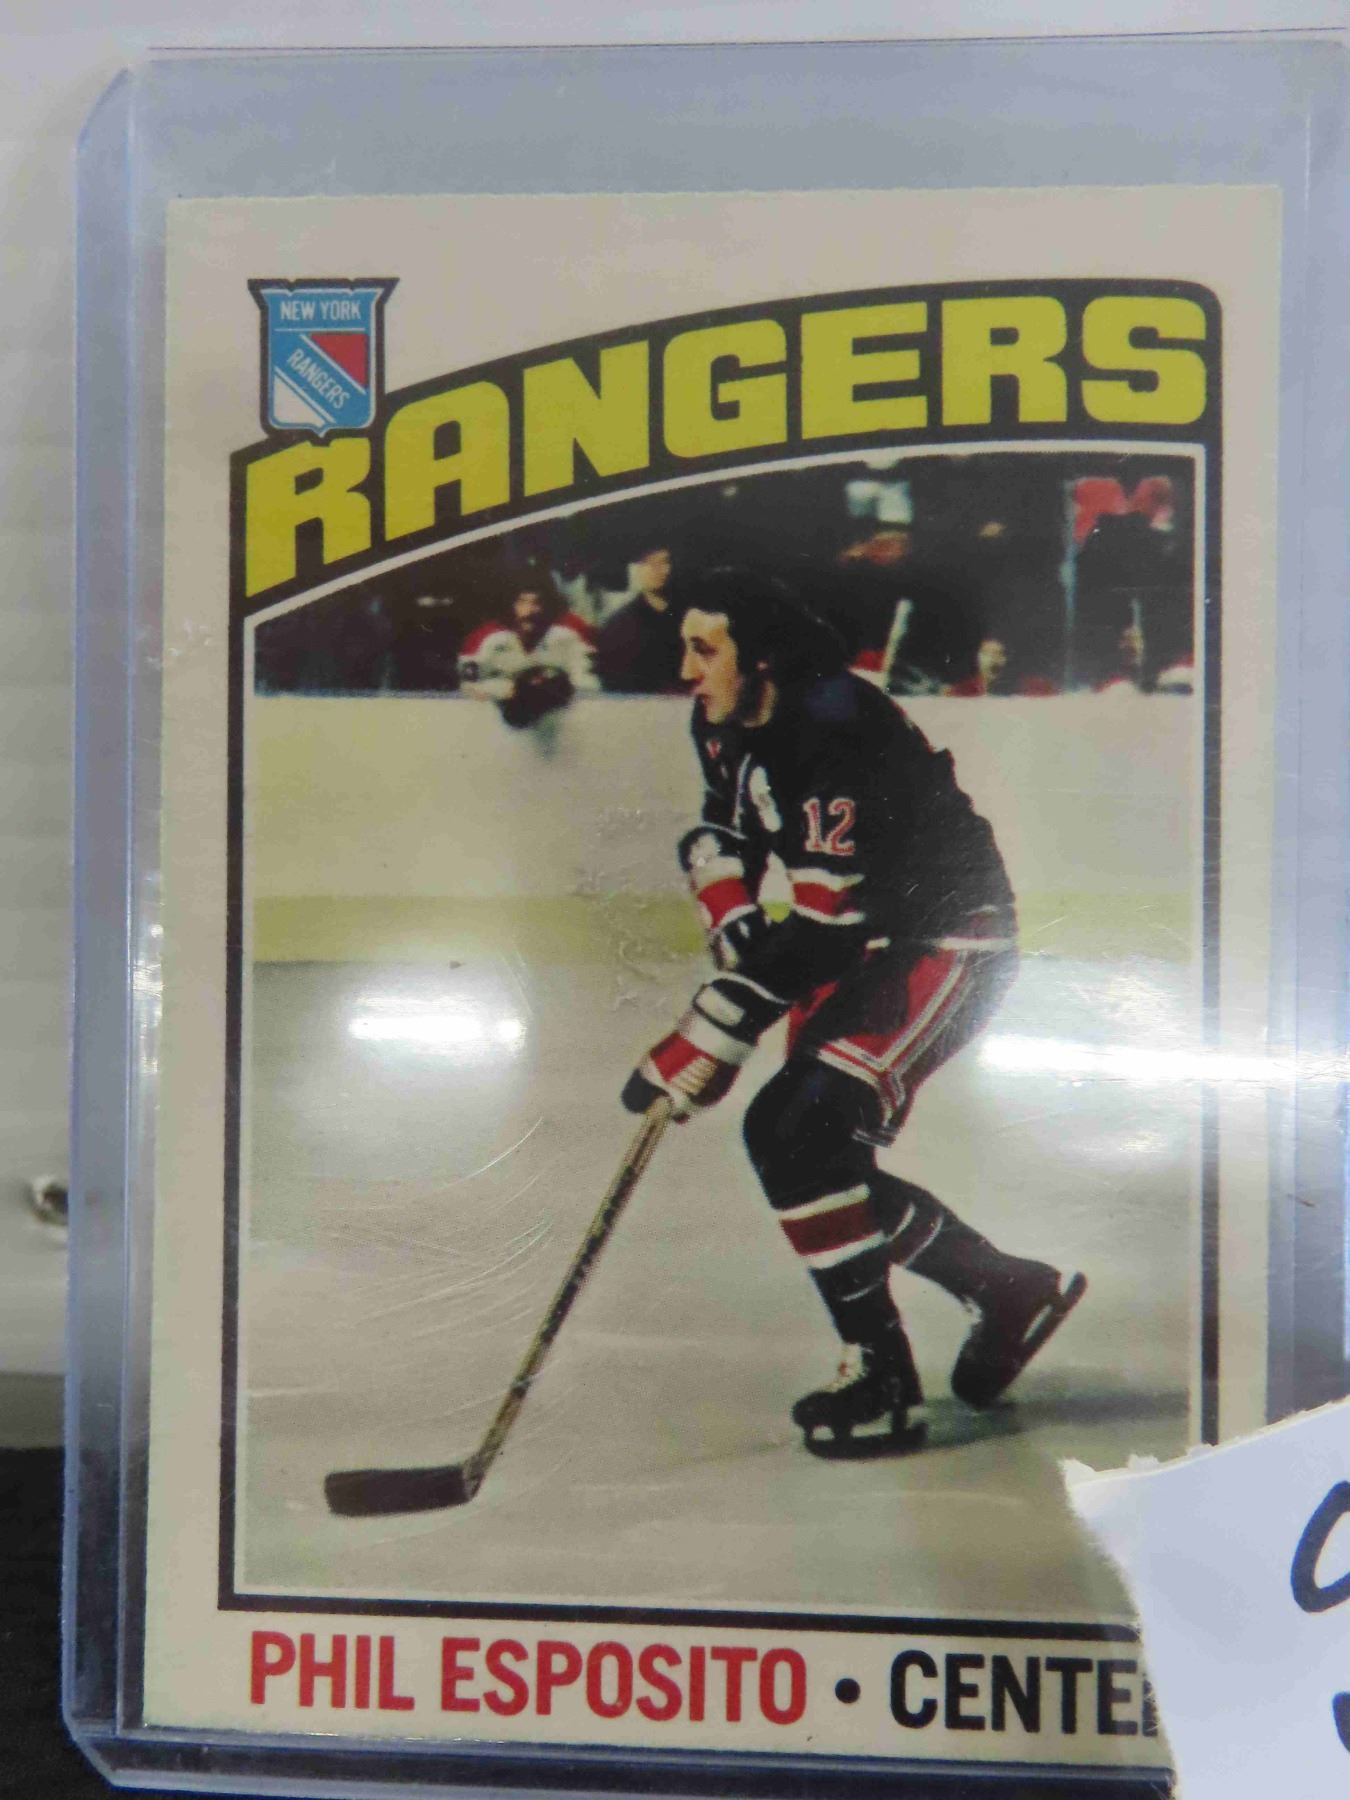 NEW YORK
RANGERS
RANGERS
12
PHIL ESPOSITO • CENTE